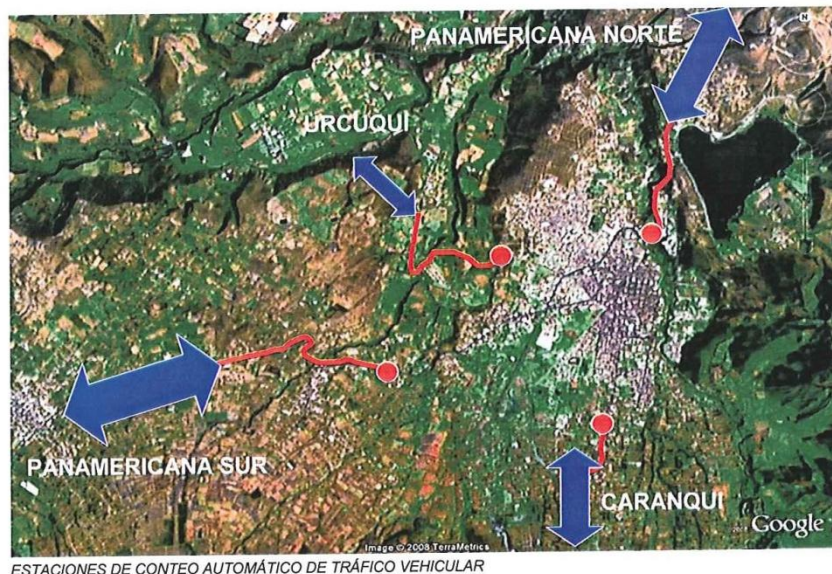 PANAMERICANA NORTE
N
URCUQUI
PANAMERICANA SUR
CARANQUI
Google
Image © 2008 TerraMetrics
ESTACIONES DE CONTEO AUTOMÁTICO DE TRÁFICO VEHICULAR